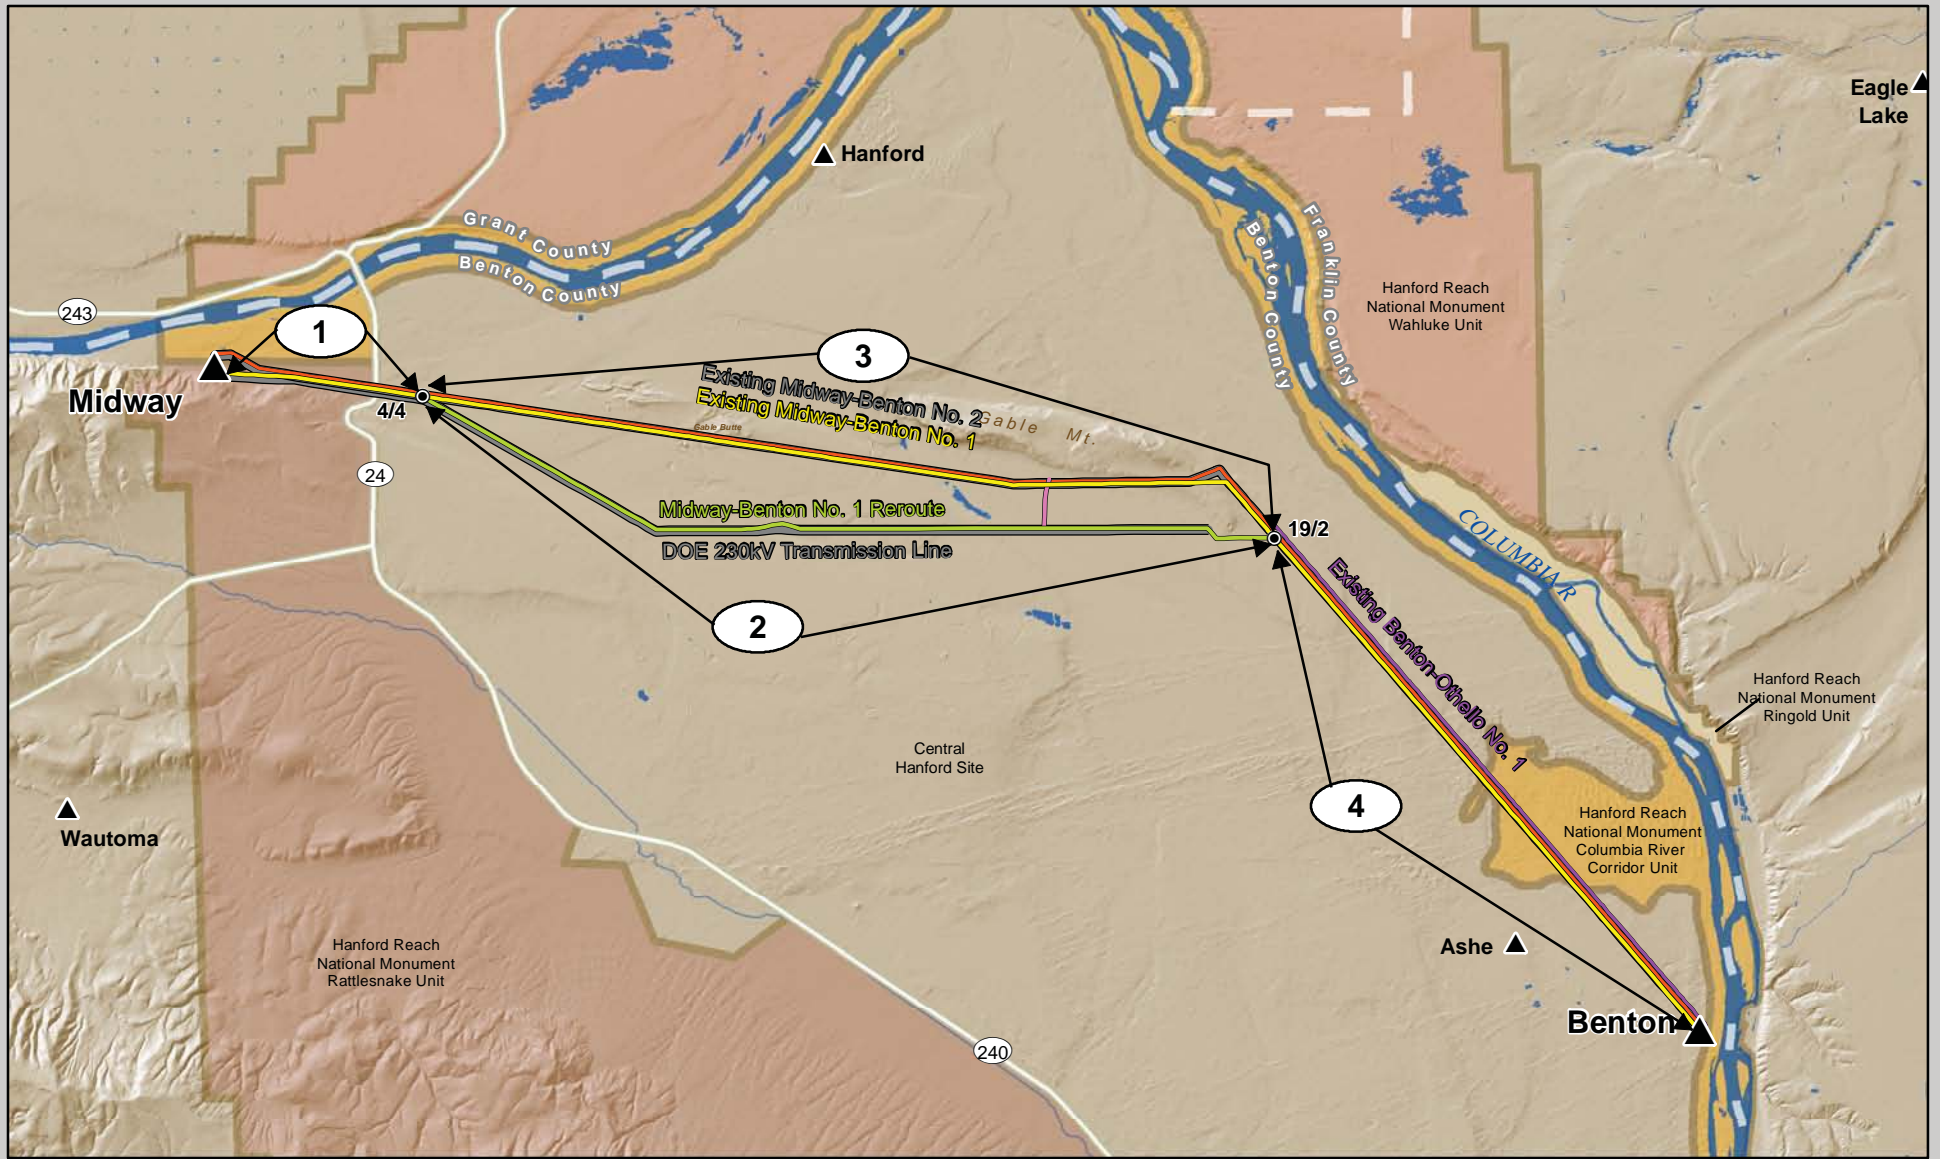 Eagle
Lake
Hanford
Grant County
Benton County
Franklin County
Benton County
Hanford Reach
National Monument
Wahluke Unit
243
1
3
Midway
4/4
Existing Midway-Benton No. 2
Existing Midway-Benton No. 1
Gable Mt.
Gable Butte
24
Midway-Benton No. 1 Reroute
DOE 230kV Transmission Line
19/2
COLUMBIA R
Existing Benton-Othello No. 1
2
Hanford Reach
National Monument
Ringold Unit
Central
Hanford Site
4
Hanford Reach
National Monument
Columbia River
Corridor Unit
Wautoma
Hanford Reach
National Monument
Rattlesnake Unit
Ashe
Benton
240